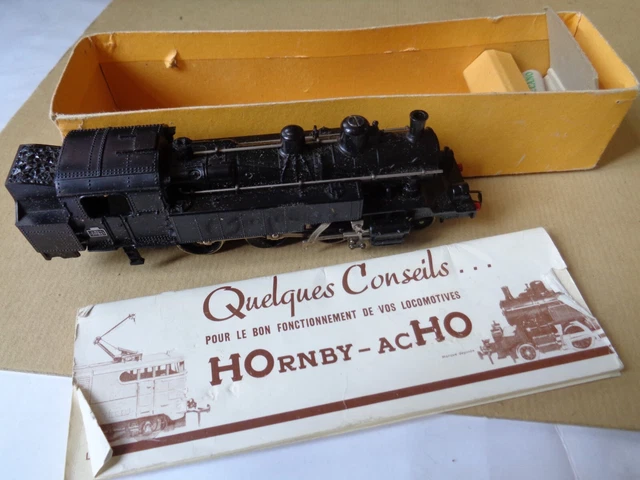 Quelques Conseils...
POUR LE BON FONCTIONNEMENT DE VOS LOCOMOTIVES
HORNBY-ACHO